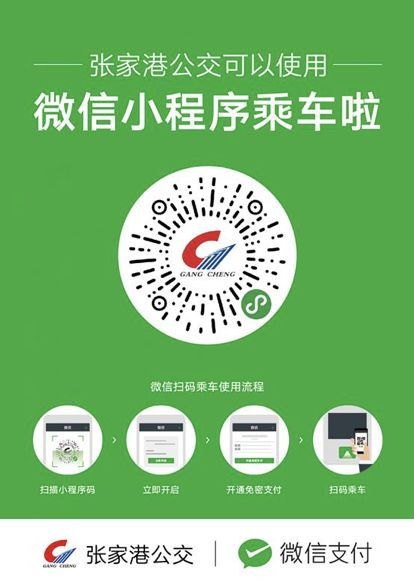 张家港公交可以使用
微信小程序乘车啦
GANG CHENG
微信扫码乘车使用流程
扫描小程序码
立即开启
开通免密支付
扫码乘车
GANG CHENG
张家港公交
微信支付